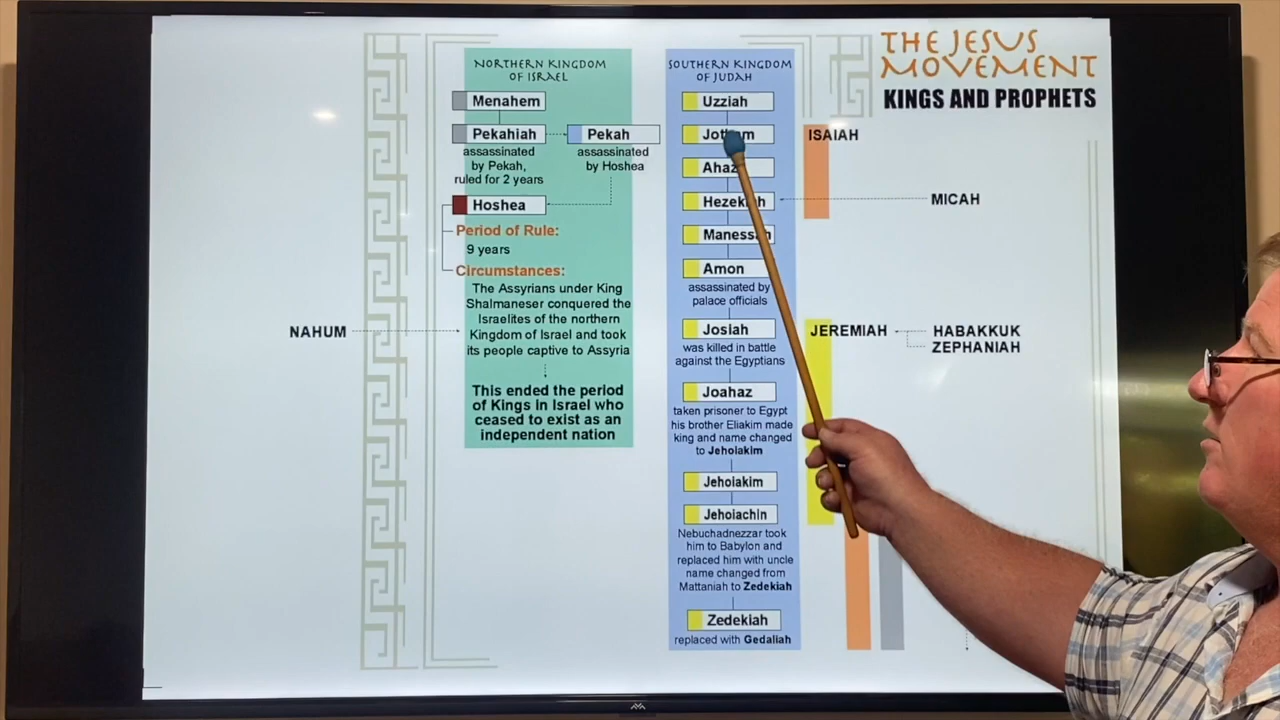 THE JESUS
MOVEMENT
KINGS AND PROPHETS
NORTHERN KINGDOM
OF ISRAEL
Menahem
Pekahiah
assassinated
by Pekah,
ruled for 2 years
Pekah
assassinated
by Hoshea
Hoshea
Period of Rule:
9 years
Circumstances:
The Assyrians under King
Shalmaneser conquered the
Israelites of the northern
Kingdom of Israel and took
its people captive to Assyria
This ended the period
of Kings in Israel who
ceased to exist as an
independent nation
NAHUM
SOUTHERN KINGDOM
OF JUDAH
Uzziah
Jotham
Ahaz
Hezekiah
Manessah
Amon
assassinated by
palace officials
Josiah
was killed in battle
against the Egyptians
Joahaz
taken prisoner to Egypt
his brother Eliakim made
king and name changed
to Jehoiakim
Jehoiakim
Jehoiachin
Nebuchadnezzar took
him to Babylon and
replaced him with uncle
name changed from
Mattaniah to Zedekiah
Zedekiah
replaced with Gedaliah
ISAIAH
MICAH
JEREMIAH
HABAKKUK
ZEPHANIAH